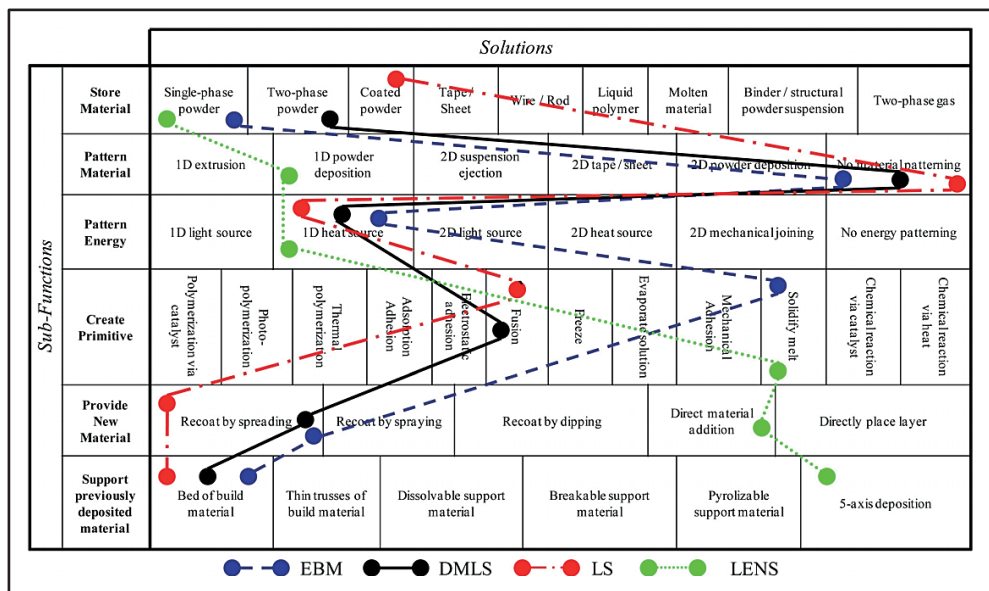 Solutions
Sub-Functions
Store
Material
Single-phase
powder
Two-phase
powder
Coated
powder
Tape /
Sheet
Wire / Rod
Liquid
polymer
Molten
material
Binder / structural
powder suspension
Two-phase gas
Pattern
Material
1D extrusion
1D powder
deposition
2D suspension
ejection
2D tape / sheet
2D powder deposition
No material patterning
Pattern
Energy
1D light source
1D heat source
2D light source
2D heat source
2D mechanical joining
No energy patterning
Create
Primitive
Polymerization via
catalyst
Photo-
polymerization
Thermal
polymerization
Adsorption
Adhesion
Electrostatic
adhesion
Fusion
Freeze
Evaporate solution
Mechanical
Adhesion
Solidify melt
Chemical reaction
via catalyst
Chemical reaction
via heat
Provide
New
Material
Recoat by spreading
Recoat by spraying
Recoat by dipping
Direct material
addition
Directly place layer
Support
previously
deposited
material
Bed of build
material
Thin trusses of
build material
Dissolvable support
material
Breakable support
material
Pyrolizable
support material
5-axis deposition
EBM
DMLS
LS
LENS